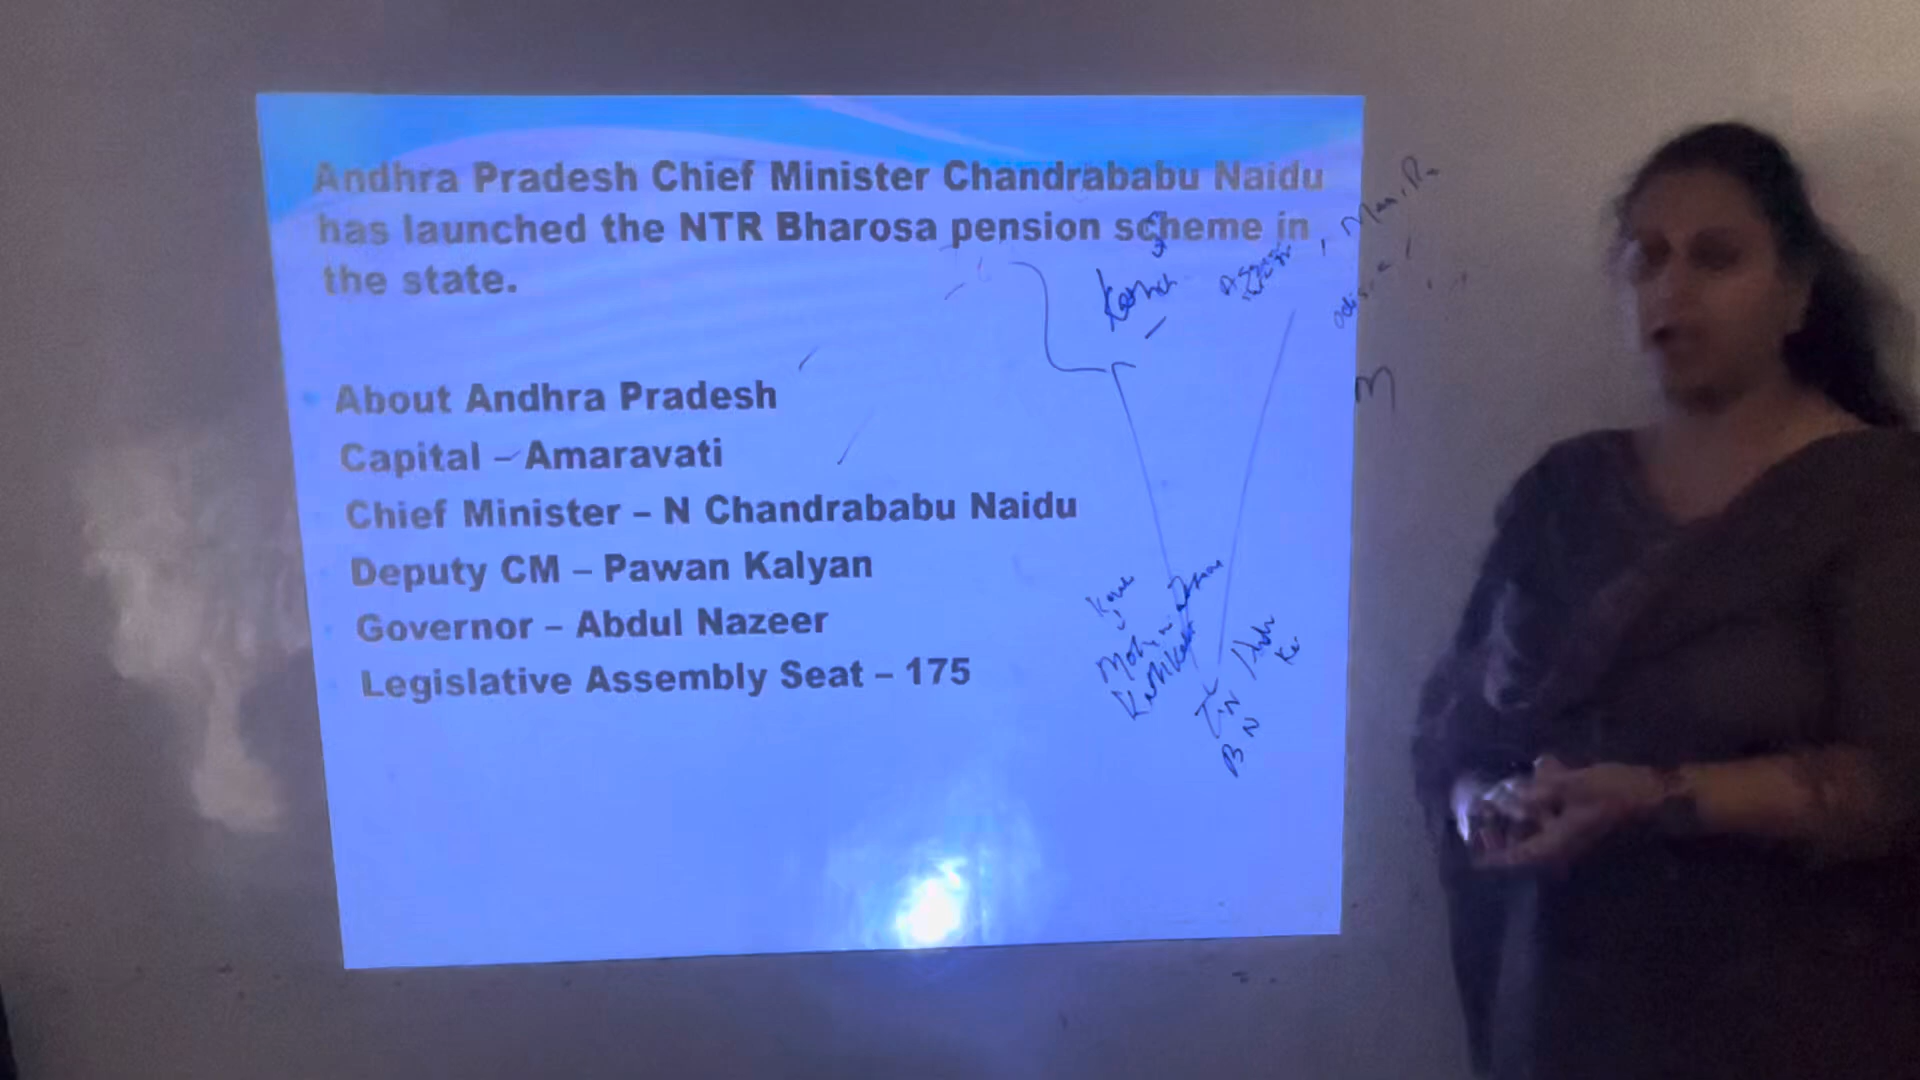 Andhra Pradesh Chief Minister Chandrababu Naidu
has launched the NTR Bharosa pension scheme in
the state.
About Andhra Pradesh
Capital – Amaravati
Chief Minister – N Chandrababu Naidu
Deputy CM – Pawan Kalyan
Governor – Abdul Nazeer
Legislative Assembly Seat – 175